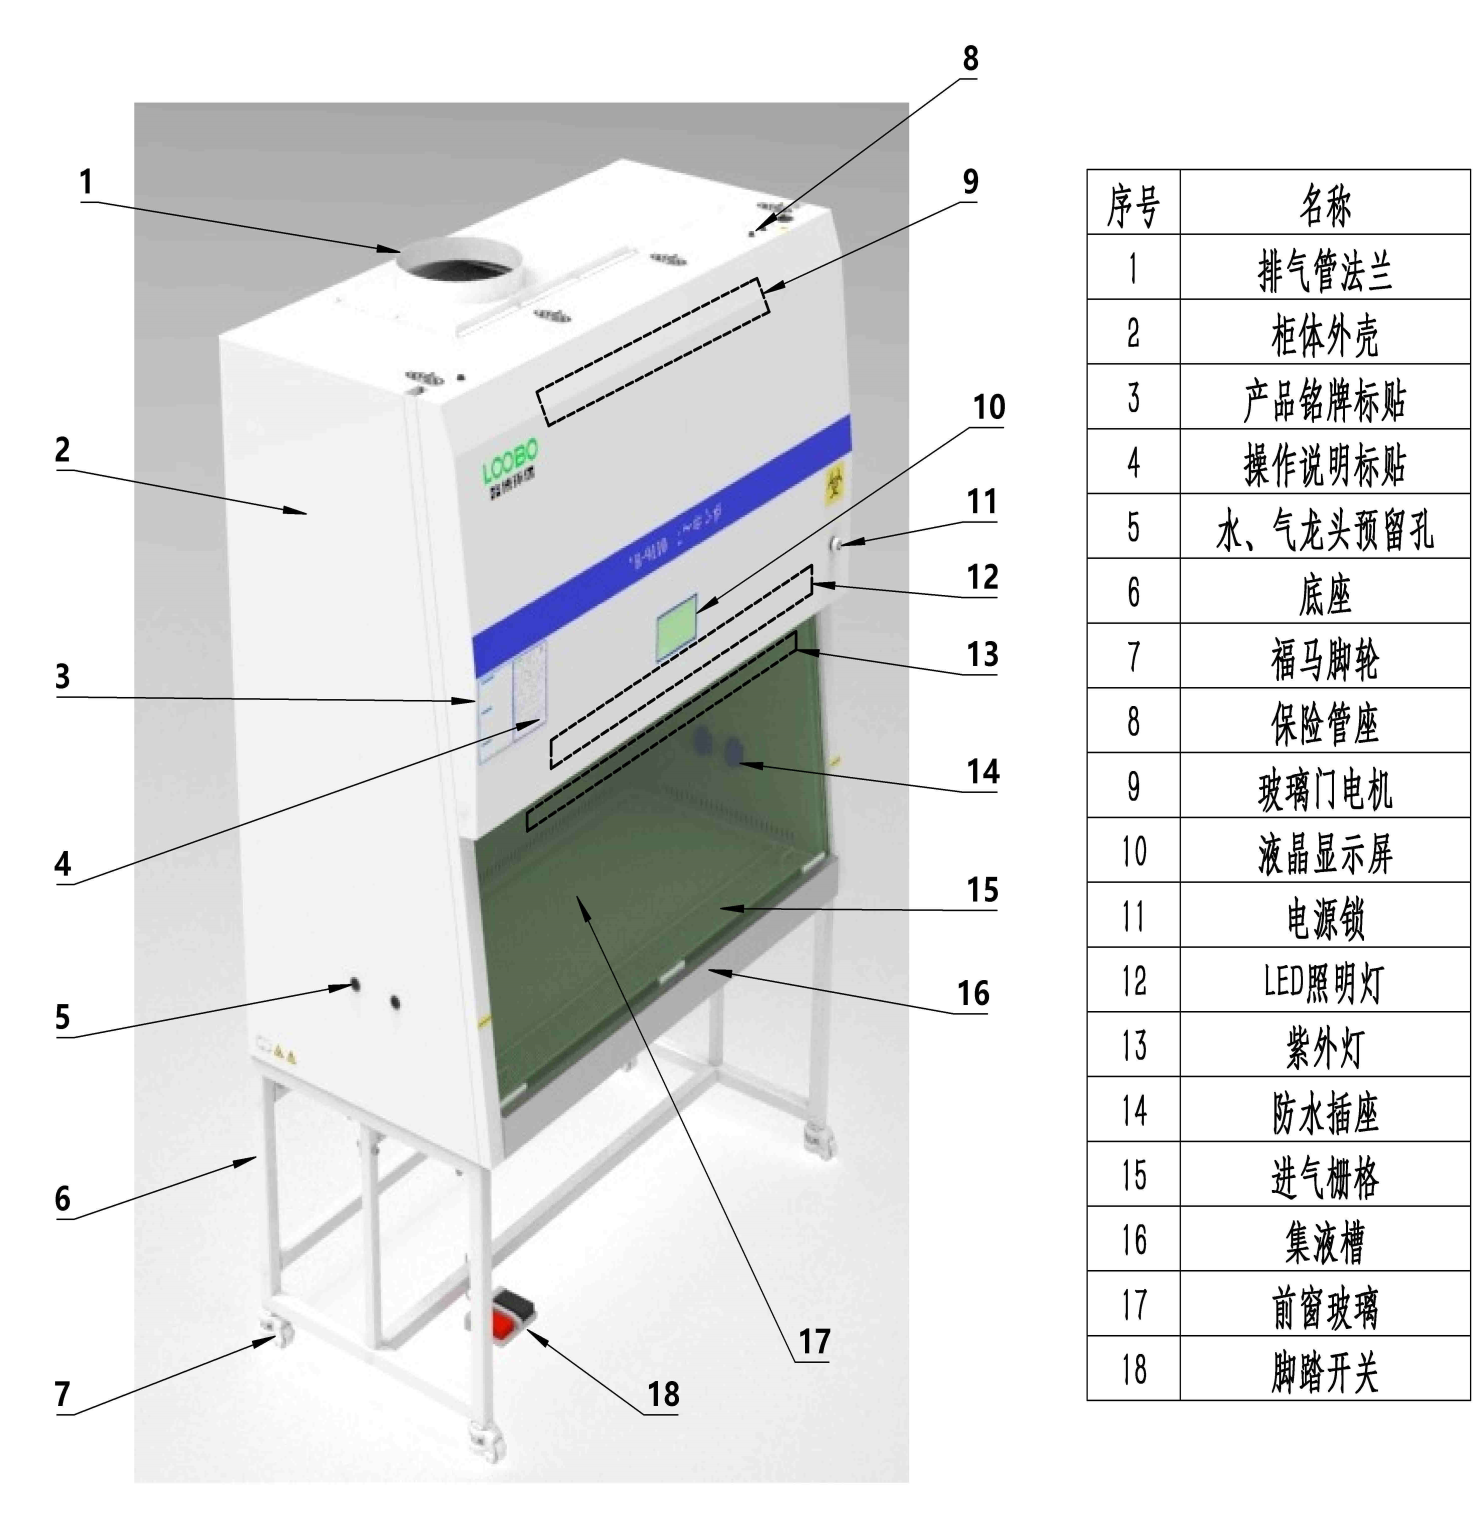 8
1
9
2
10
11
12
3
13
14
4
15
5
16
6
17
7
18
LOOBO
路博环保
序号 名称
1 排气管法兰
2 柜体外壳
3 产品铭牌标贴
4 操作说明标贴
5 水、气龙头预留孔
6 底座
7 福马脚轮
8 保险管座
9 玻璃门电机
10 液晶显示屏
11 电源锁
12 LED照明灯
13 紫外灯
14 防水插座
15 进气栅格
16 集液槽
17 前窗玻璃
18 脚踏开关